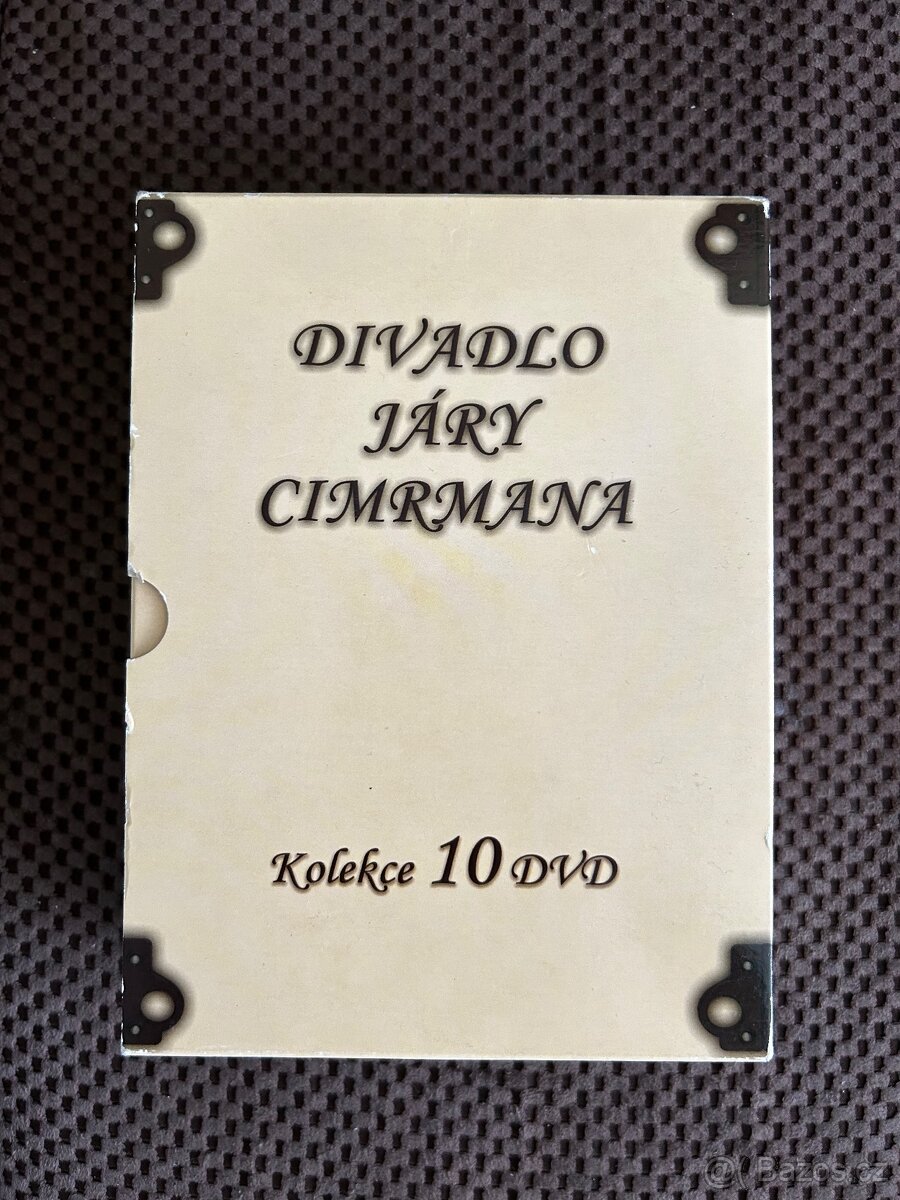 DIVADLO
JÁRY
CIMRMANA
Kolekce 10 DVD
@ Bazos.cz